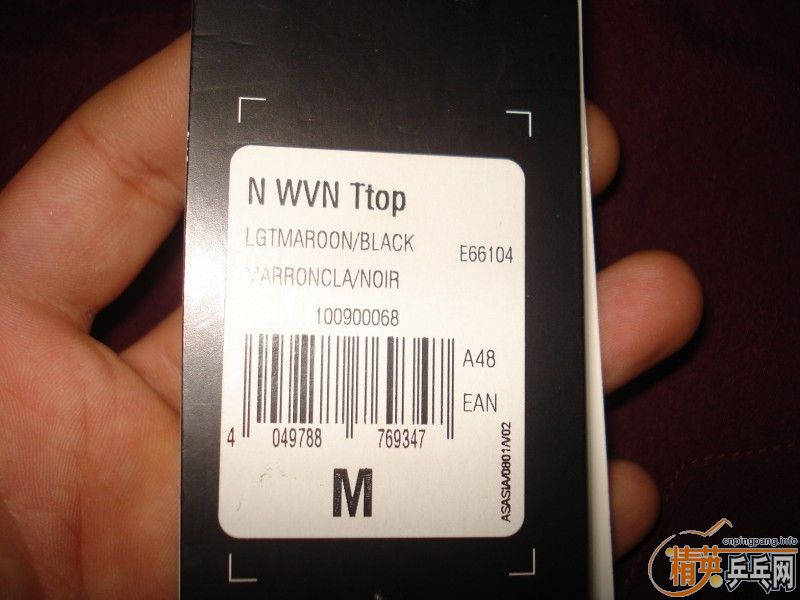 N WVN Ttop
LGTMAROON/BLACK
E66104
MARRONCLA/NOIR
100900068
A48
EAN
4 049788 769347
M
ASASIA/0801/V02
cnpingpang.info
精英乒乓网